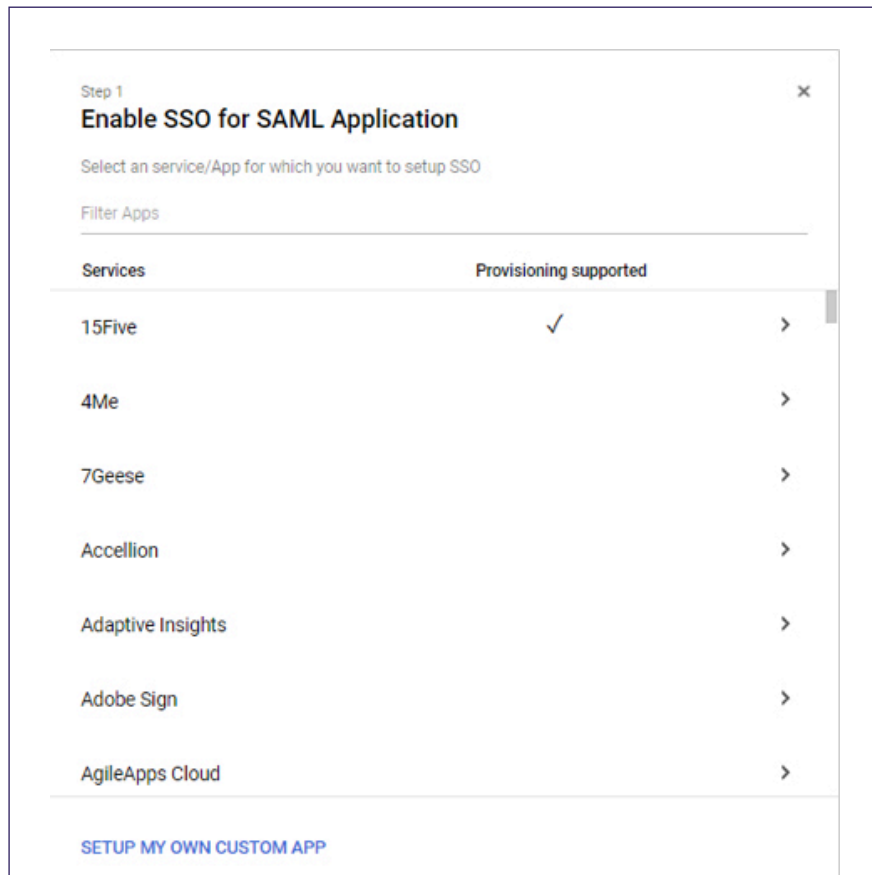 Step 1
Enable SSO for SAML Application
Select an service/App for which you want to setup SSO
Filter Apps
Services Provisioning supported
15Five
4Me
7Geese
Accellion
Adaptive Insights
Adobe Sign
AgileApps Cloud
SETUP MY OWN CUSTOM APP